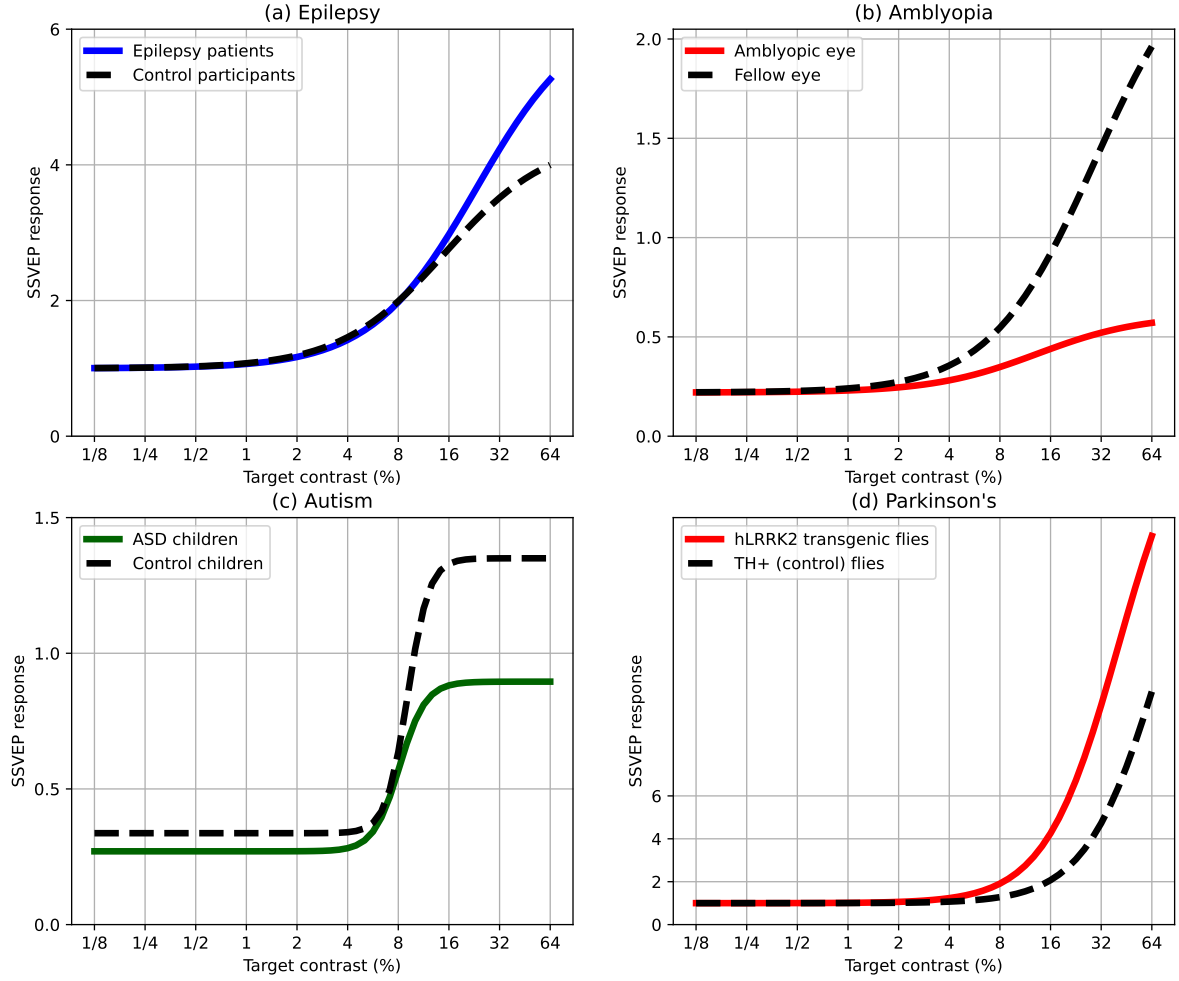 (a) Epilepsy
6
4
2
0
SSVEP response
Epilepsy patients
Control participants
1/8 1/4 1/2 1 2 4 8 16 32 64
Target contrast (%)
(b) Amblyopia
2.0
1.5
1.0
0.5
0.0
SSVEP response
Amblyopic eye
Fellow eye
1/8 1/4 1/2 1 2 4 8 16 32 64
Target contrast (%)
(c) Autism
1.5
1.0
0.5
0.0
SSVEP response
ASD children
Control children
1/8 1/4 1/2 1 2 4 8 16 32 64
Target contrast (%)
(d) Parkinson's
6
4
2
0
SSVEP response
hLRRK2 transgenic flies
TH+ (control) flies
1/8 1/4 1/2 1 2 4 8 16 32 64
Target contrast (%)